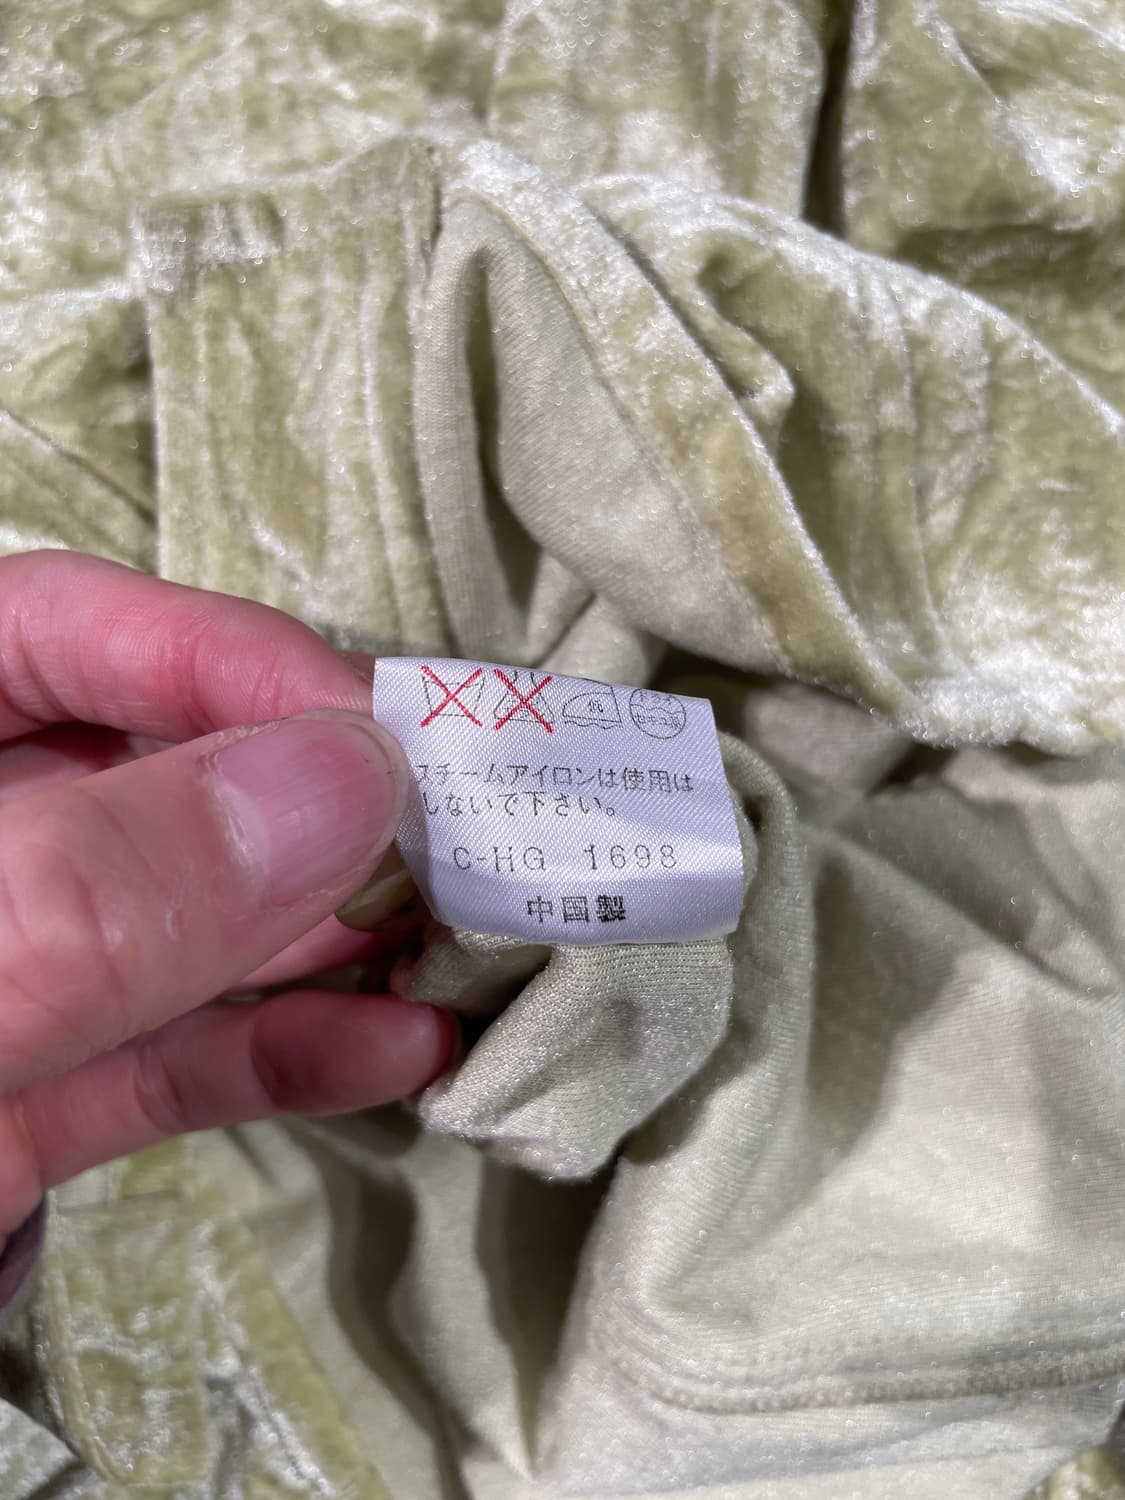 スチームアイロンは使用は
しないで下さい。
C-HG 1698
中国製